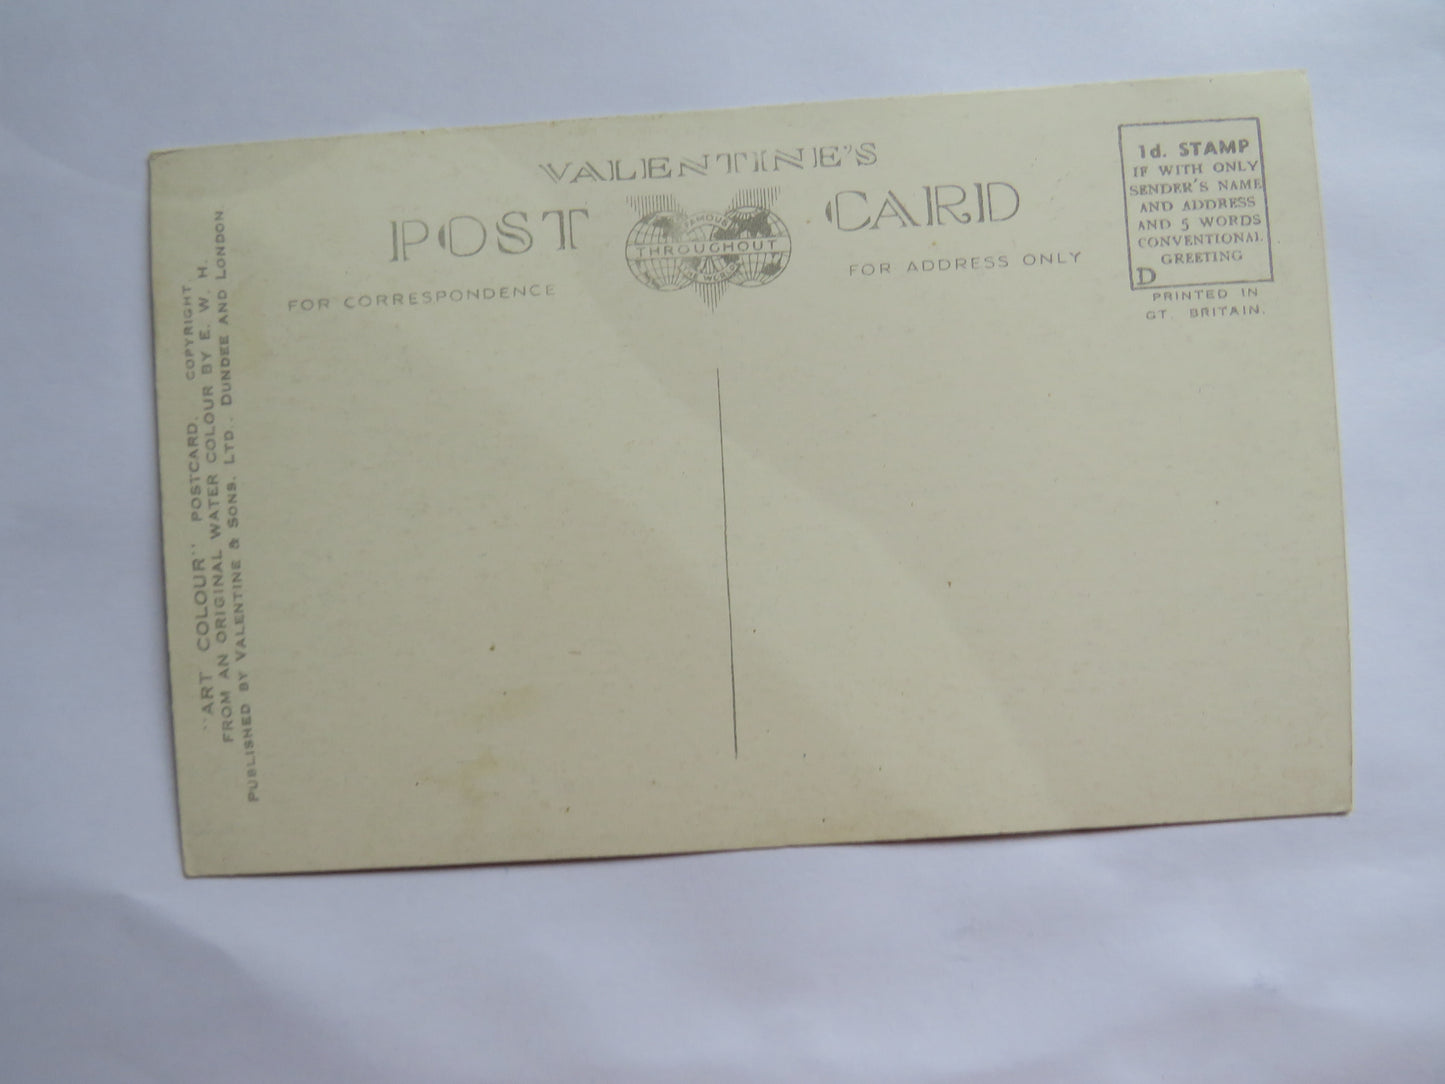 VALENTINE'S
POST CARD
FAMOUS
THROUGHOUT
THE WORLD
FOR CORRESPONDENCE
FOR ADDRESS ONLY
1d. STAMP
IF WITH ONLY
SENDER'S NAME
AND ADDRESS
AND 5 WORDS
CONVENTIONAL
GREETING
D
PRINTED IN
GT. BRITAIN.
"ART COLOUR" POSTCARD. COPYRIGHT
FROM AN ORIGINAL WATER COLOUR BY E. W. H.
PUBLISHED BY VALENTINE & SONS. LTD., DUNDEE AND LONDON